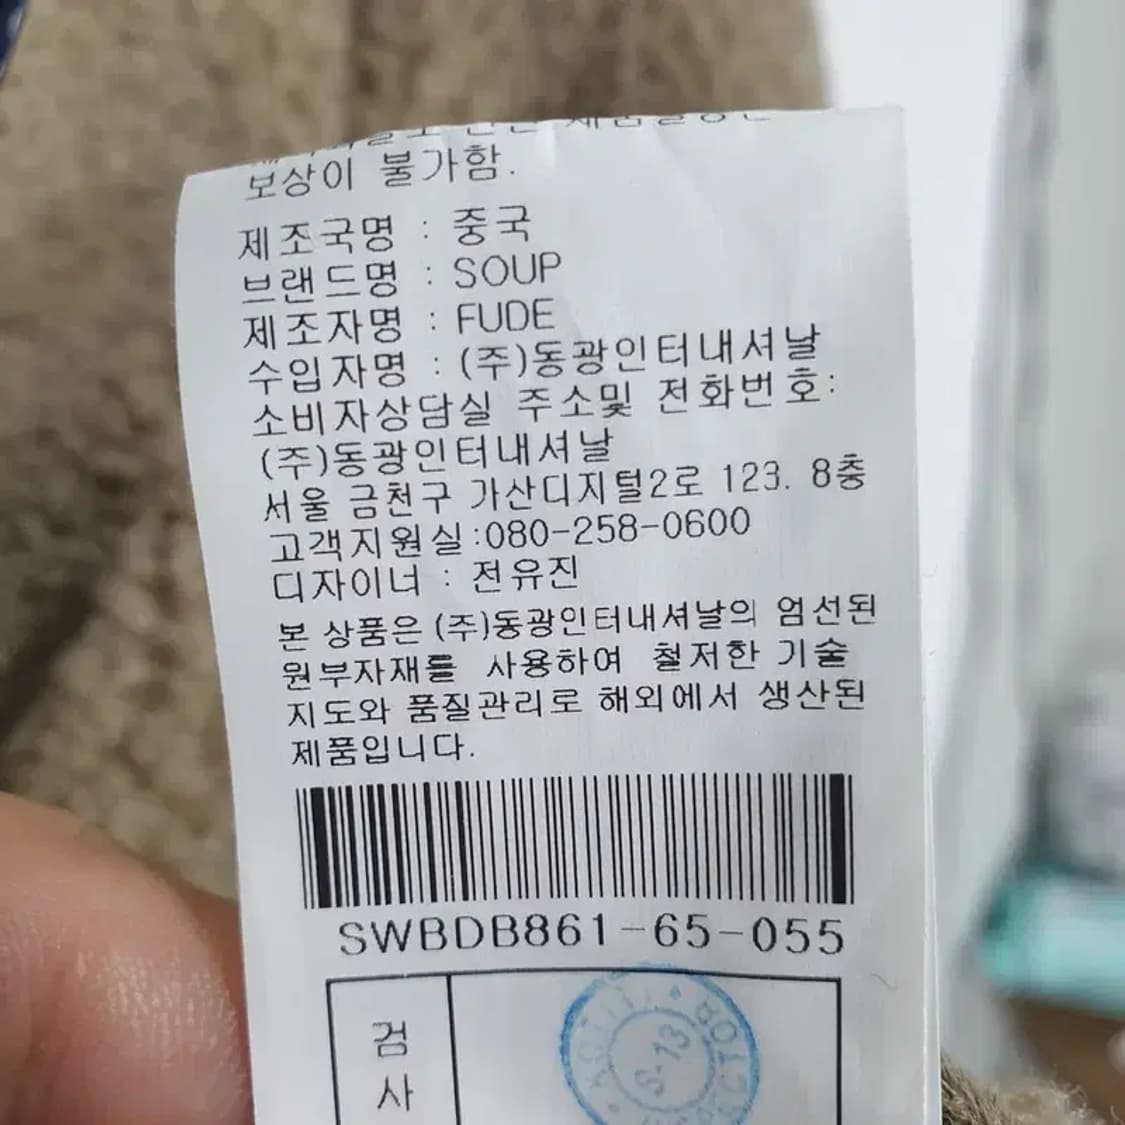 보상이 불가함.
제조국명 : 중국
브랜드명 : SOUP
제조자명 : FUDE
수입자명 : (주)동광인터내셔날
소비자상담실 주소및 전화번호:
(주)동광인터내셔날
서울 금천구 가산디지털2로 123. 8층
고객지원실:080-258-0600
디자이너 : 전유진
본 상품은 (주)동광인터내셔날의 엄선된
원부자재를 사용하여 철저한 기술
지도와 품질관리로 해외에서 생산된
제품입니다.
SWBDB861-65-055
검
사
S-13